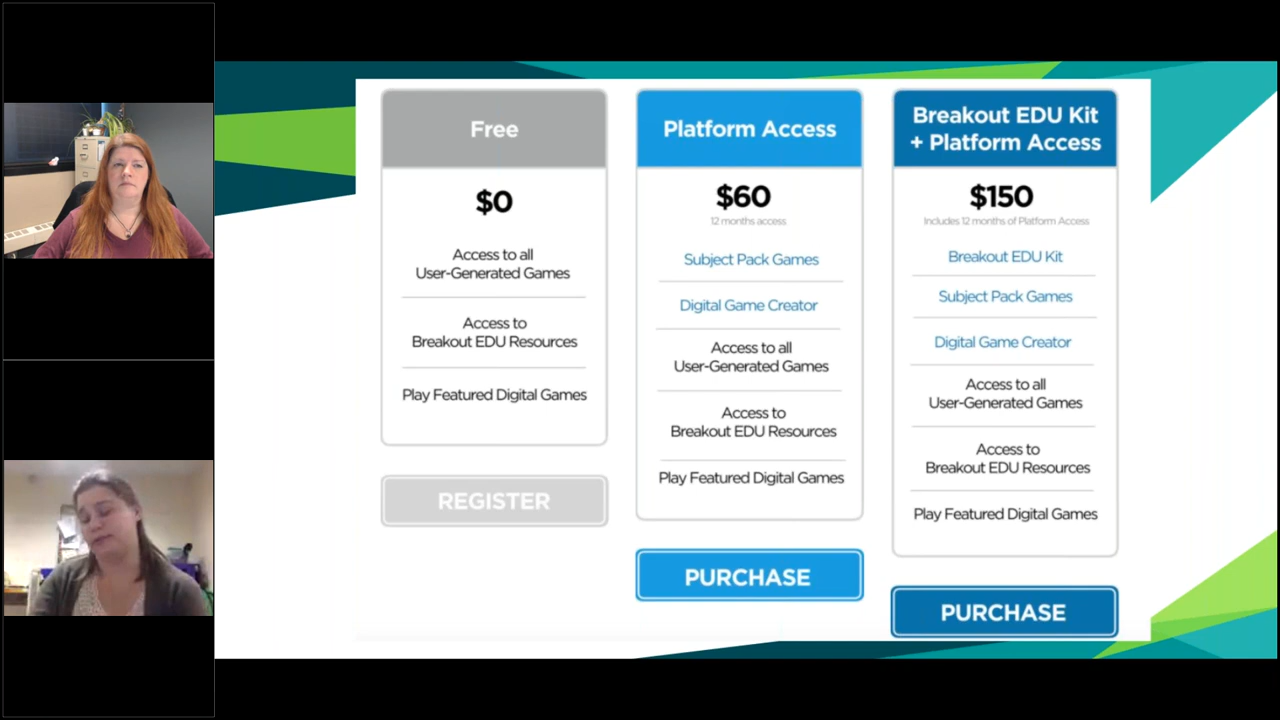 Free
$0
Access to all
User-Generated Games
Access to
Breakout EDU Resources
Play Featured Digital Games
REGISTER
Platform Access
$60
12 months access
Subject Pack Games
Digital Game Creator
Access to all
User-Generated Games
Access to
Breakout EDU Resources
Play Featured Digital Games
PURCHASE
Breakout EDU Kit
+ Platform Access
$150
Includes 12 months of Platform Access
Breakout EDU Kit
Subject Pack Games
Digital Game Creator
Access to all
User-Generated Games
Access to
Breakout EDU Resources
Play Featured Digital Games
PURCHASE